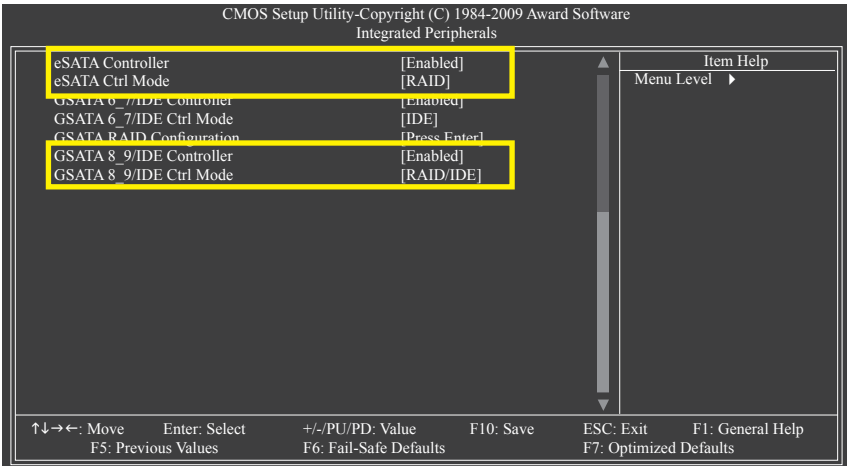 CMOS Setup Utility-Copyright (C) 1984-2009 Award Software
Integrated Peripherals
eSATA Controller [Enabled]
eSATA Ctrl Mode [RAID]
GSATA 6_7/IDE Controller [Enabled]
GSATA 6_7/IDE Ctrl Mode [IDE]
GSATA RAID Configuration [Press Enter]
GSATA 8_9/IDE Controller [Enabled]
GSATA 8_9/IDE Ctrl Mode [RAID/IDE]
Item Help
Menu Level
↑↓→←: Move Enter: Select +/-/PU/PD: Value F10: Save ESC: Exit F1: General Help
F5: Previous Values F6: Fail-Safe Defaults F7: Optimized Defaults